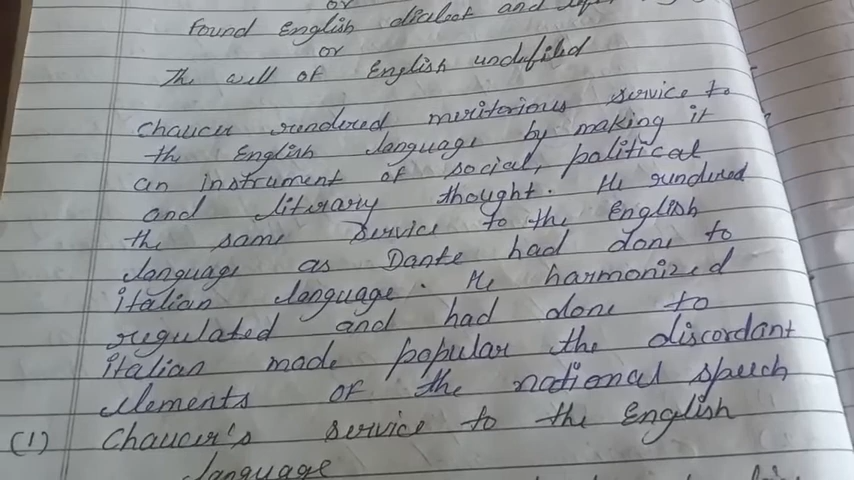 or
Found English dialect and
or
The well of English undefiled
Chaucer rendered meritorious service to
the English language by making it
an instrument of social, political
and literary thought. He rendered
the same service to the English
language as Dante had done to
italian language. He harmonized
regulated and had done to
italian made popular the discordant
elements of the national speech
(1) Chaucer's service to the English
language